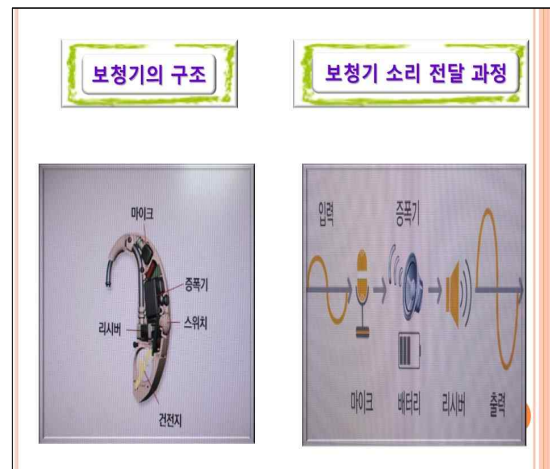 보청기의 구조
보청기 소리 전달 과정
마이크
증폭기
스위치
리시버
건전지
입력
증폭기
마이크
배터리
리시버
출력